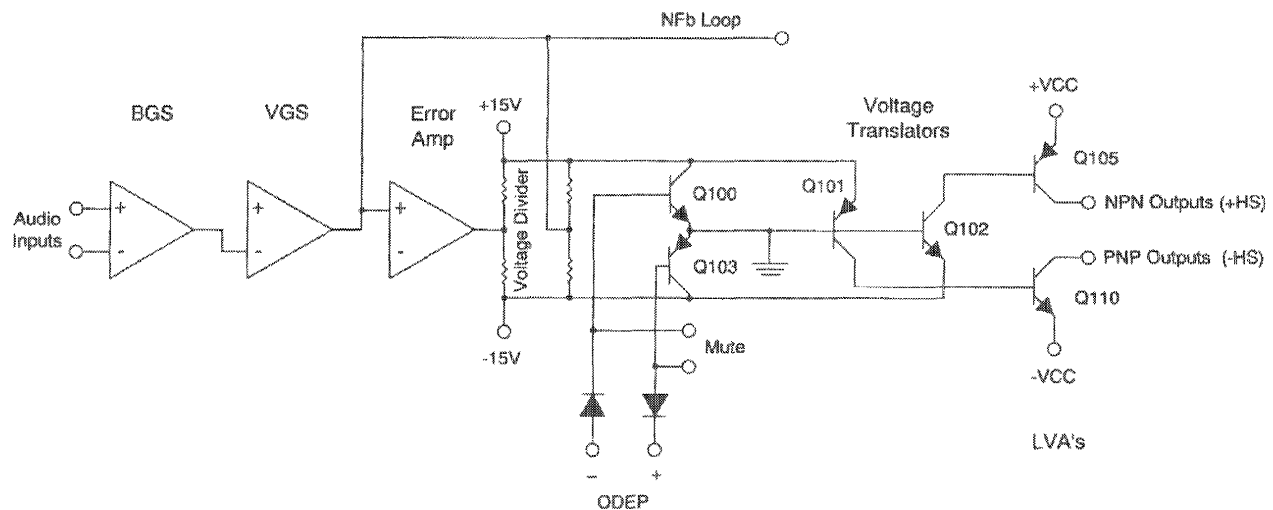 NFb Loop
BGS
VGS
Error
Amp
+15V
Voltage
Translators
+VCC
Q105
Audio
Inputs
+
-
+
-
+
-
Voltage Divider
Q100
Q101
NPN Outputs (+HS)
Q102
Q103
PNP Outputs (-HS)
Q110
-15V
Mute
-VCC
LVA's
–
+
ODEP